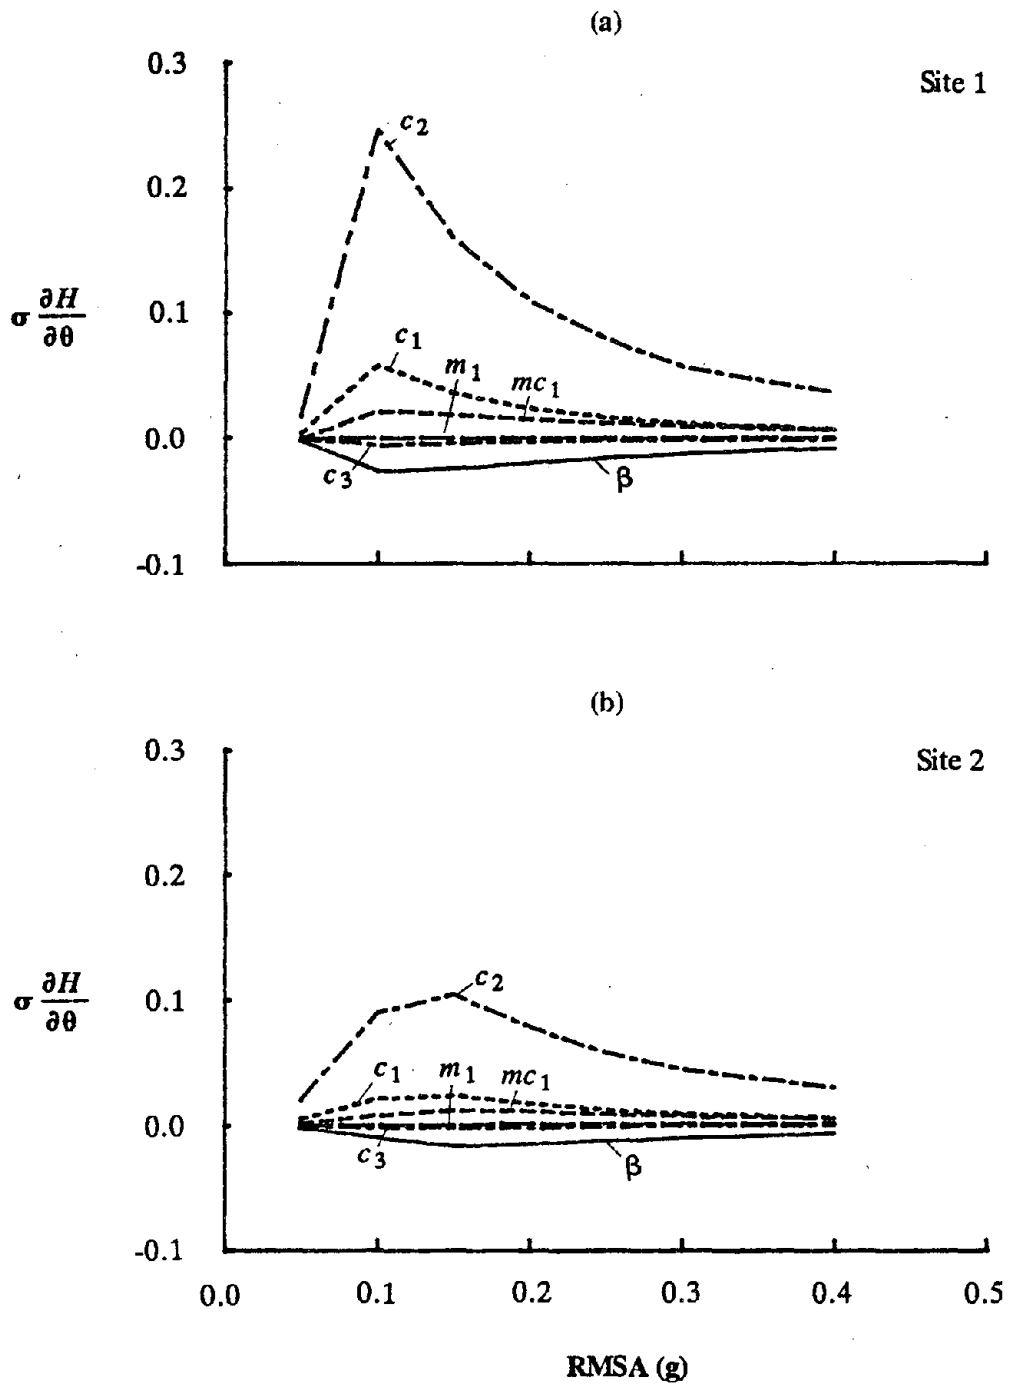 (a)
Site 1
0.3
0.2
0.1
0.0
-0.1
σ ∂H/∂θ
c2
c1
m1
mc1
c3
β
(b)
Site 2
0.3
0.2
0.1
0.0
-0.1
σ ∂H/∂θ
c2
c1
m1
mc1
c3
β
0.0 0.1 0.2 0.3 0.4 0.5
RMSA (g)